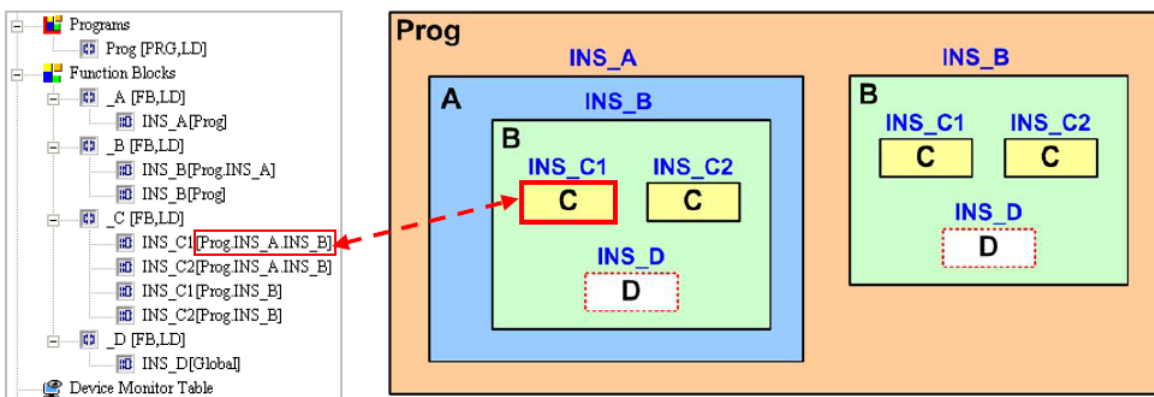 Programs
Prog [PRG,LD]
Function Blocks
_A [FB,LD]
INS_A[Prog]
_B [FB,LD]
INS_B[Prog.INS_A]
INS_B[Prog]
_C [FB,LD]
INS_C1[Prog.INS_A.INS_B]
INS_C2[Prog.INS_A.INS_B]
INS_C1[Prog.INS_B]
INS_C2[Prog.INS_B]
_D [FB,LD]
INS_D[Global]
Device Monitor Table
Prog
INS_A
A
INS_B
B
INS_C1 INS_C2
C C
INS_D
D
INS_B
B
INS_C1 INS_C2
C C
INS_D
D